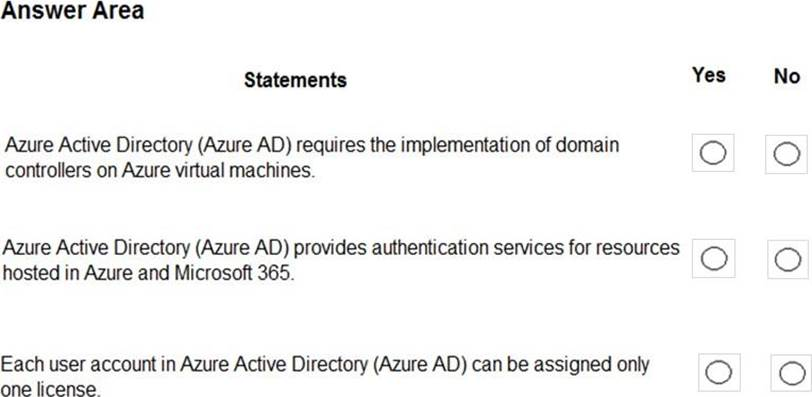 Answer Area
Statements
Yes
No
Azure Active Directory (Azure AD) requires the implementation of domain
controllers on Azure virtual machines.
Azure Active Directory (Azure AD) provides authentication services for resources
hosted in Azure and Microsoft 365.
Each user account in Azure Active Directory (Azure AD) can be assigned only
one license.